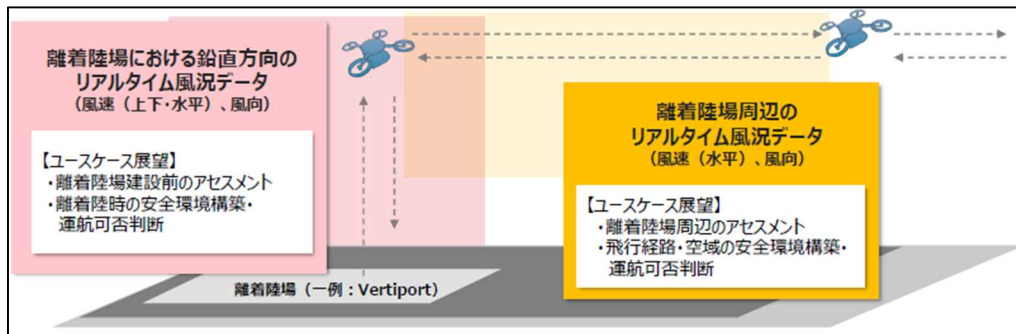 離着陸場における鉛直方向の
リアルタイム風況データ
（風速（上下・水平）、風向）
【ユースケース展望】
・離着陸場建設前のアセスメント
・離着陸時の安全環境構築・
運航可否判断
離着陸場周辺の
リアルタイム風況データ
（風速（水平）、風向）
【ユースケース展望】
・離着陸場周辺のアセスメント
・飛行経路・空域の安全環境構築・
運航可否判断
離着陸場（一例：Vertiport）